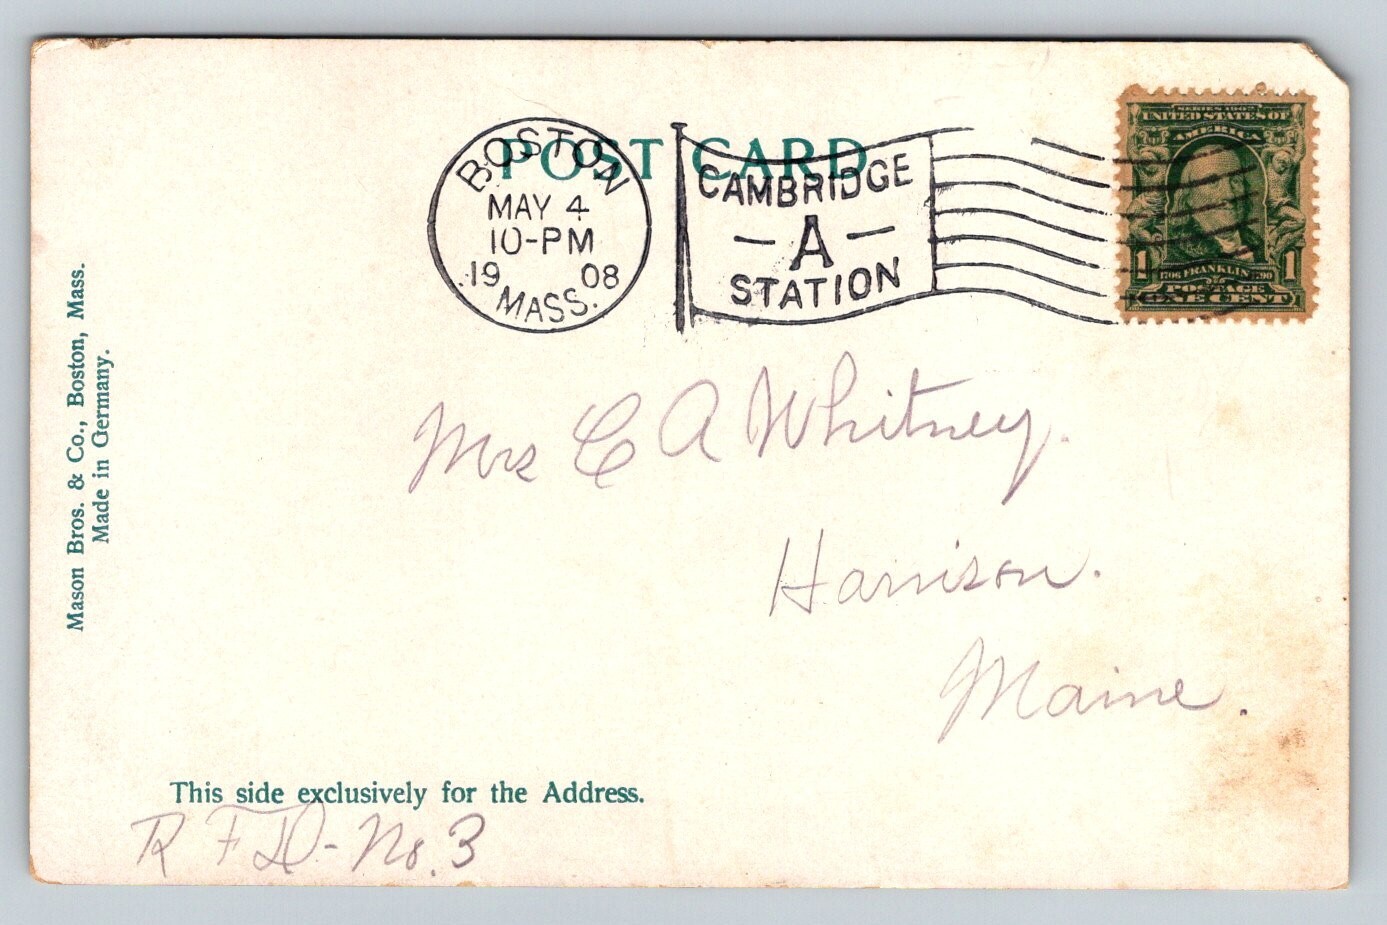 POST CARD
BOSTON
MAY 4
10-PM
19 08
MASS.
CAMBRIDGE
— A —
STATION
SERIES 1902
UNITED STATES OF
AMERICA
1 1706 FRANKLIN 1790 1
POSTAGE
ONE CENT
Mrs C A Whitney.
Harrison.
Maine.
Mason Bros. & Co., Boston, Mass.
Made in Germany.
This side exclusively for the Address.
R F D - No. 3